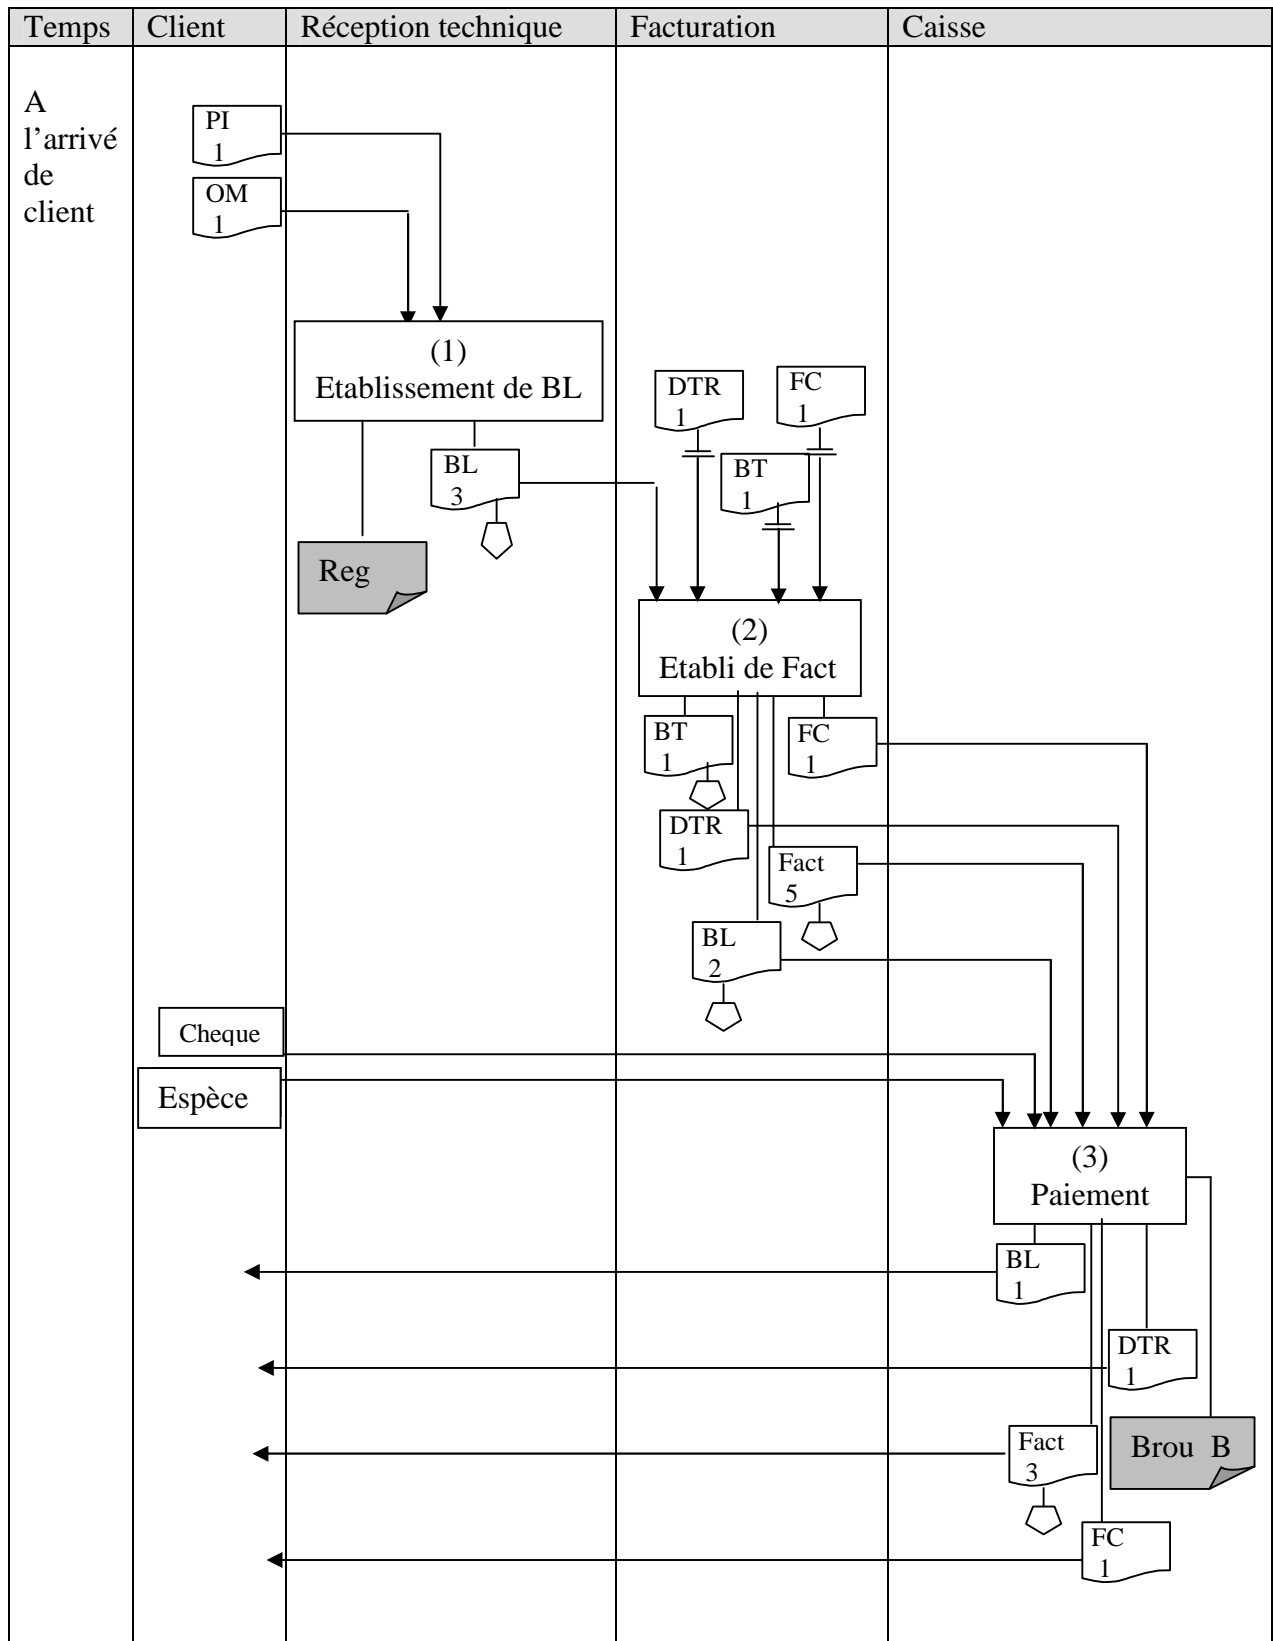 Temps Client Réception technique Facturation Caisse
A
l’arrivé
de
client
PI
1
OM
1
(1)
Etablissement de BL
DTR
1
FC
1
BL
3
BT
1
Reg
(2)
Etabli de Fact
BT
1
FC
1
DTR
1
Fact
5
BL
2
Cheque
Espèce
(3)
Paiement
BL
1
DTR
1
Fact
3
Brou B
FC
1